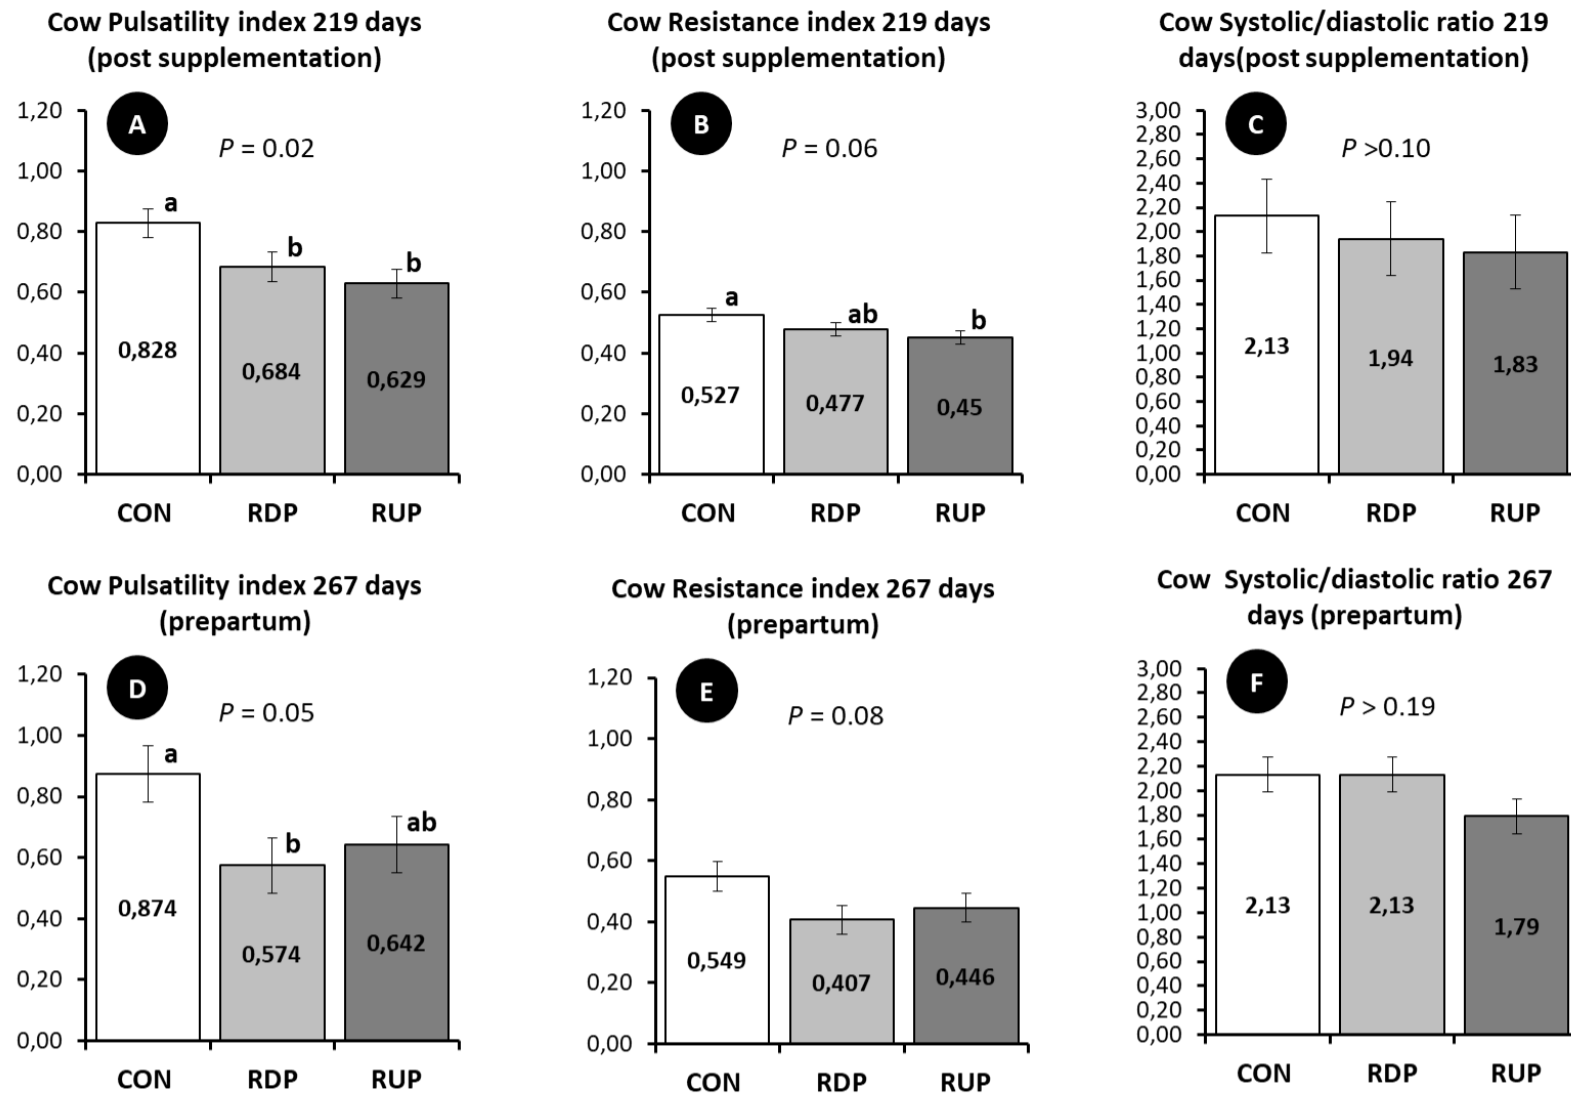 Cow Pulsatility index 219 days
(post supplementation)
A
P = 0.02
1,20
1,00
0,80
0,60
0,40
0,20
0,00
a
b
b
0,828
0,684
0,629
CON RDP RUP
Cow Resistance index 219 days
(post supplementation)
B
P = 0.06
1,20
1,00
0,80
0,60
0,40
0,20
0,00
a
ab
b
0,527
0,477
0,45
CON RDP RUP
Cow Systolic/diastolic ratio 219
days(post supplementation)
C
P >0.10
3,00
2,80
2,60
2,40
2,20
2,00
1,80
1,60
1,40
1,20
1,00
0,80
0,60
0,40
0,20
0,00
2,13
1,94
1,83
CON RDP RUP
Cow Pulsatility index 267 days
(prepartum)
D
P = 0.05
1,20
1,00
0,80
0,60
0,40
0,20
0,00
a
b
ab
0,874
0,574
0,642
CON RDP RUP
Cow Resistance index 267 days
(prepartum)
E
P = 0.08
1,20
1,00
0,80
0,60
0,40
0,20
0,00
0,549
0,407
0,446
CON RDP RUP
Cow Systolic/diastolic ratio 267
days (prepartum)
F
P > 0.19
3,00
2,80
2,60
2,40
2,20
2,00
1,80
1,60
1,40
1,20
1,00
0,80
0,60
0,40
0,20
0,00
2,13
2,13
1,79
CON RDP RUP